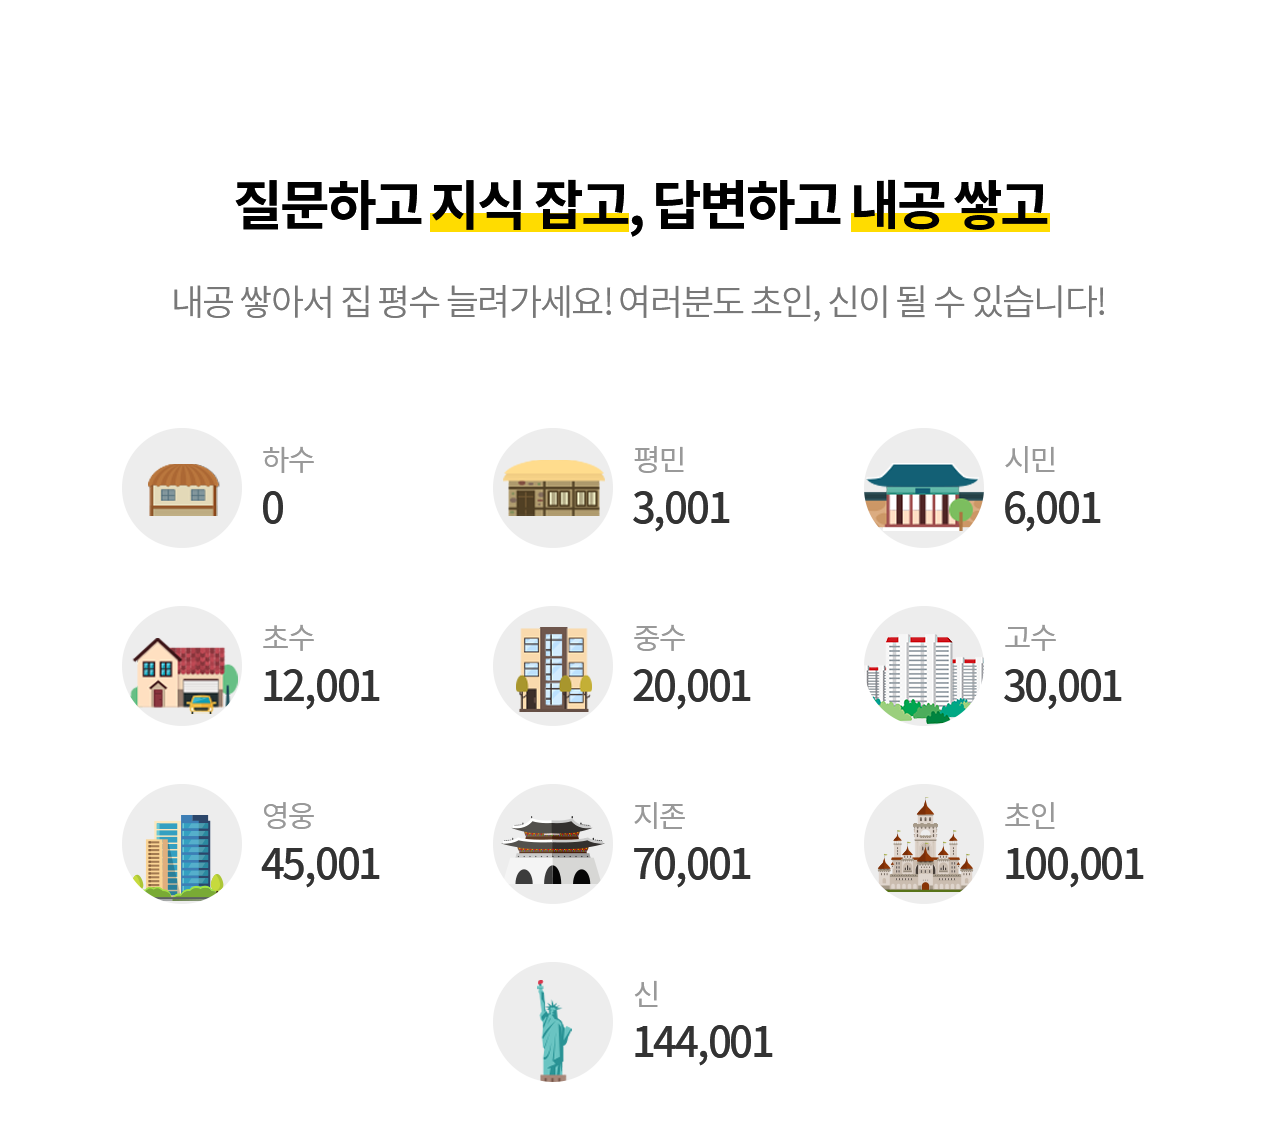 질문하고 지식 잡고, 답변하고 내공 쌓고
내공 쌓아서 집 평수 늘려가세요! 여러분도 초인, 신이 될 수 있습니다!
하수
0
평민
3,001
시민
6,001
초수
12,001
중수
20,001
고수
30,001
영웅
45,001
지존
70,001
초인
100,001
신
144,001